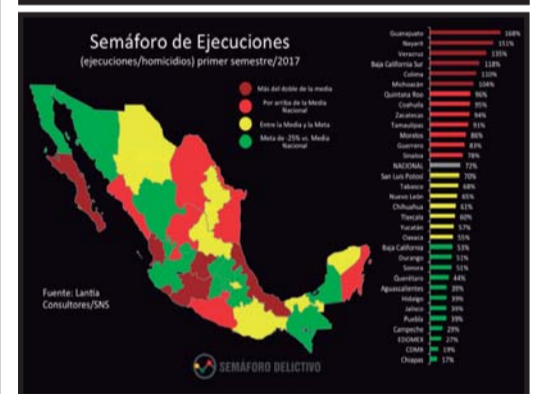 Semáforo de Ejecuciones
(ejecuciones/homicidios) primer semestre/2017
Más del doble de la media
Por arriba de la Media
Nacional
Entre la Media y la Meta
Meta de -25% vs. Media
Nacional
Guanajuato 168%
Nayarit 151%
Veracruz 135%
Baja California Sur 118%
Colima 110%
Michoacán 104%
Quintana Roo 96%
Coahuila 95%
Zacatecas 94%
Tamaulipas 91%
Morelos 86%
Guerrero 83%
Sinaloa 78%
NACIONAL 72%
San Luis Potosí 70%
Tabasco 68%
Nuevo León 65%
Chihuahua 61%
Tlaxcala 60%
Yucatán 57%
Oaxaca 55%
Baja California 53%
Durango 51%
Sonora 51%
Querétaro 44%
Aguascalientes 39%
Hidalgo 39%
Jalisco 39%
Puebla 39%
Campeche 29%
EDOMEX 27%
CDMX 19%
Chiapas 17%
Fuente: Lantia
Consultores/SNS
SEMÁFORO DELICTIVO